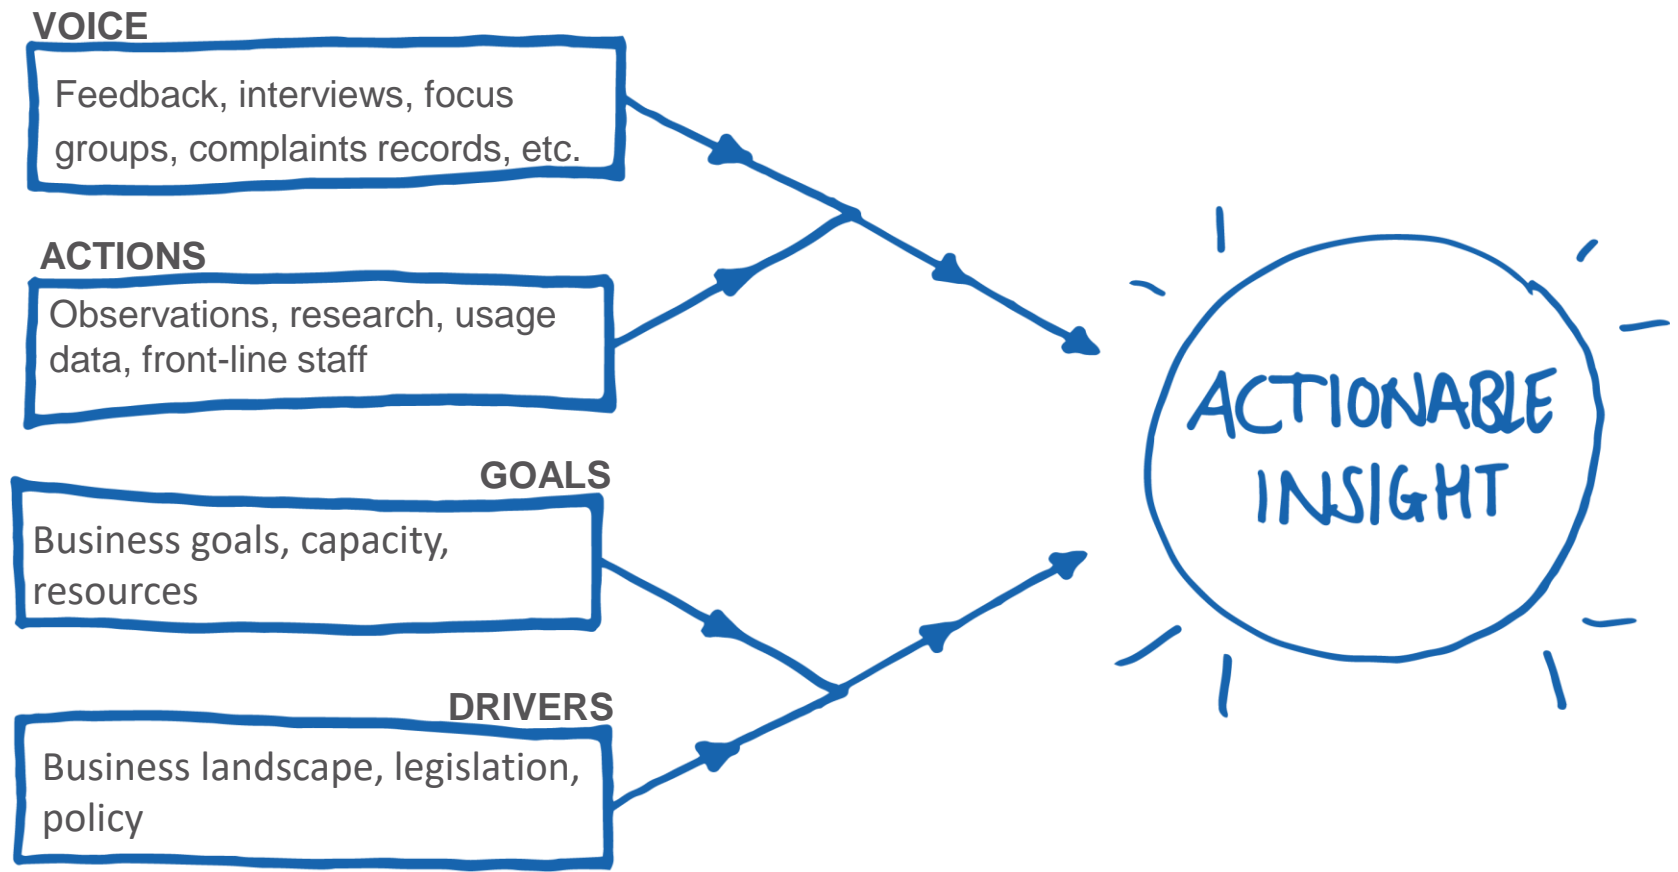 VOICE
Feedback, interviews, focus
groups, complaints records, etc.
ACTIONS
Observations, research, usage
data, front-line staff
GOALS
Business goals, capacity,
resources
DRIVERS
Business landscape, legislation,
policy
ACTIONABLE
INSIGHT